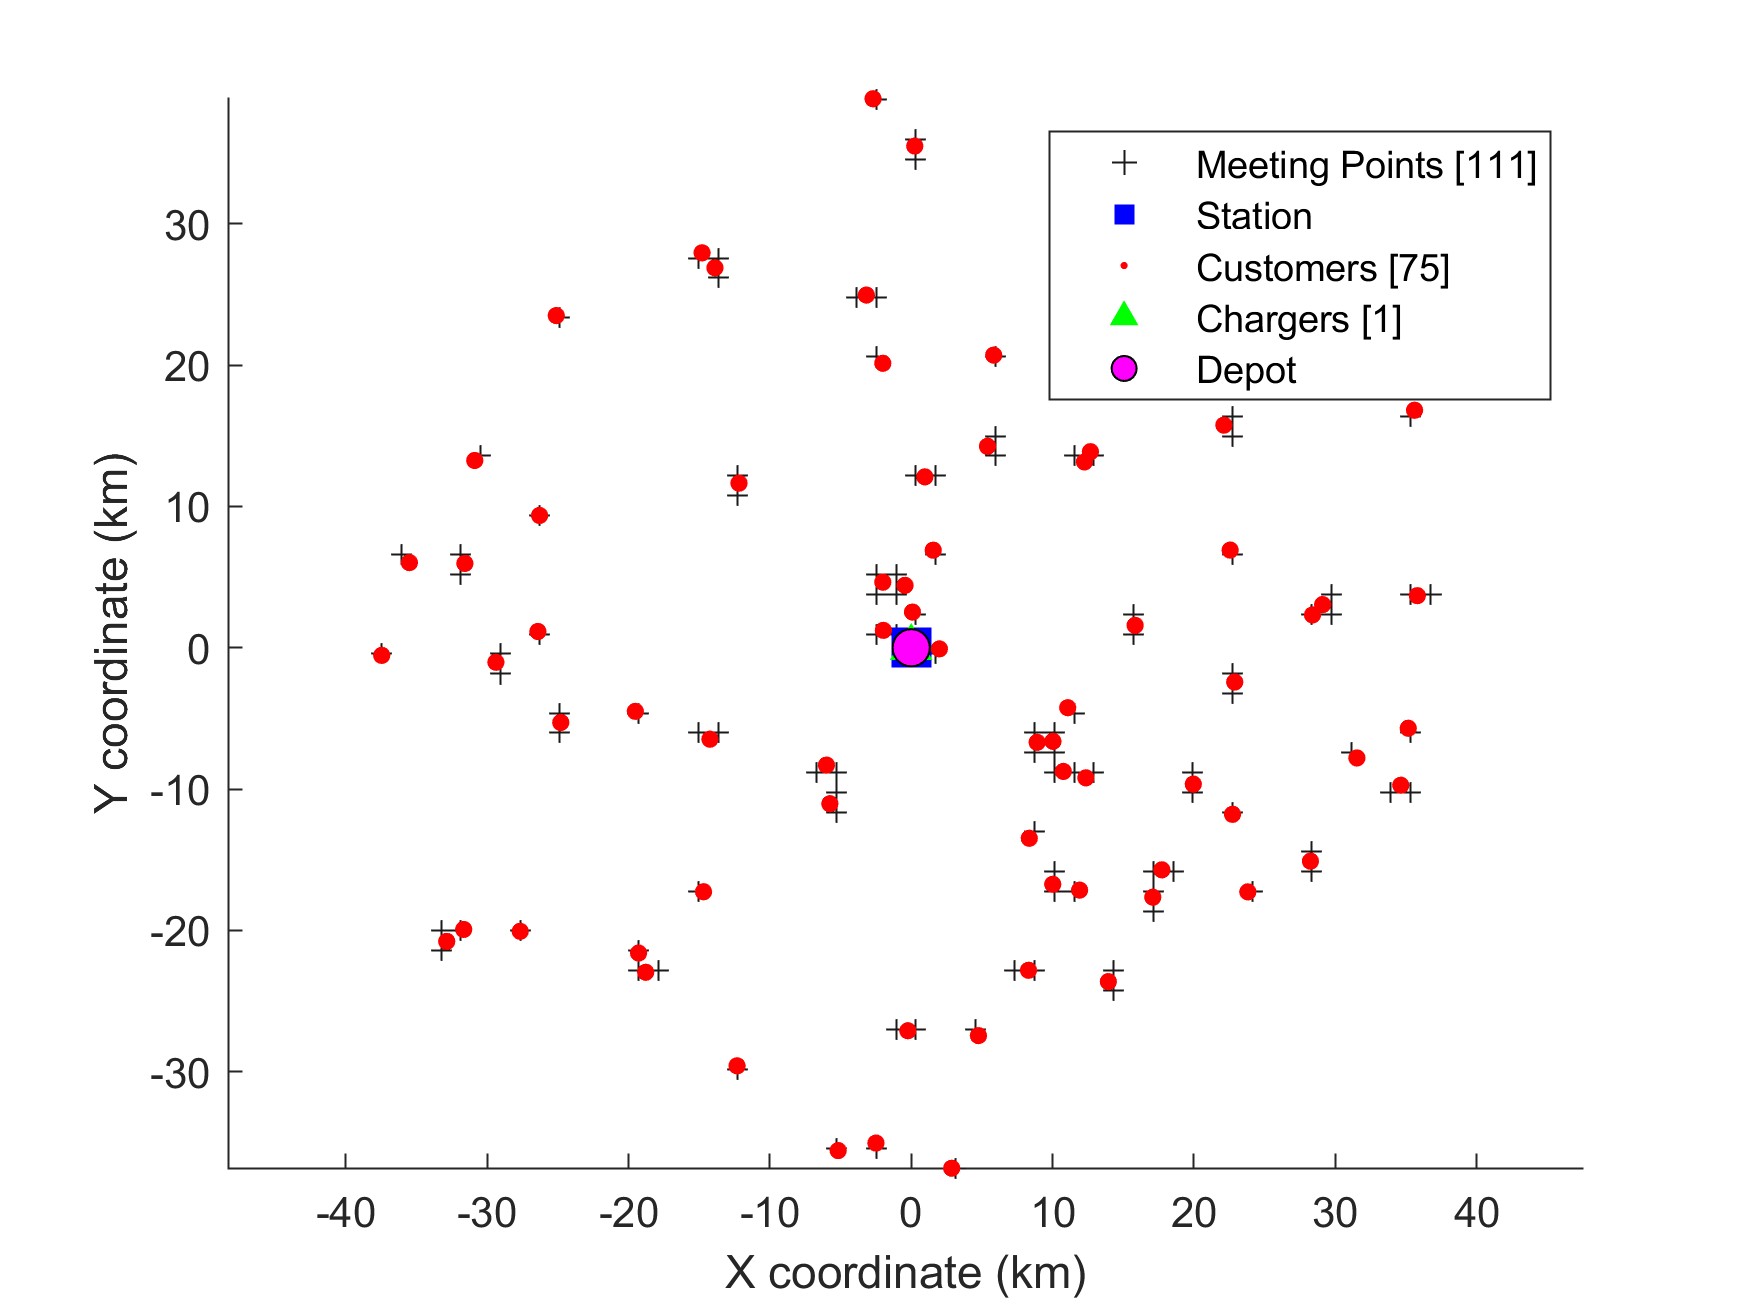 Meeting Points [111]
Station
Customers [75]
Chargers [1]
Depot
30
20
10
0
-10
-20
-30
Y coordinate (km)
-40 -30 -20 -10 0 10 20 30 40
X coordinate (km)